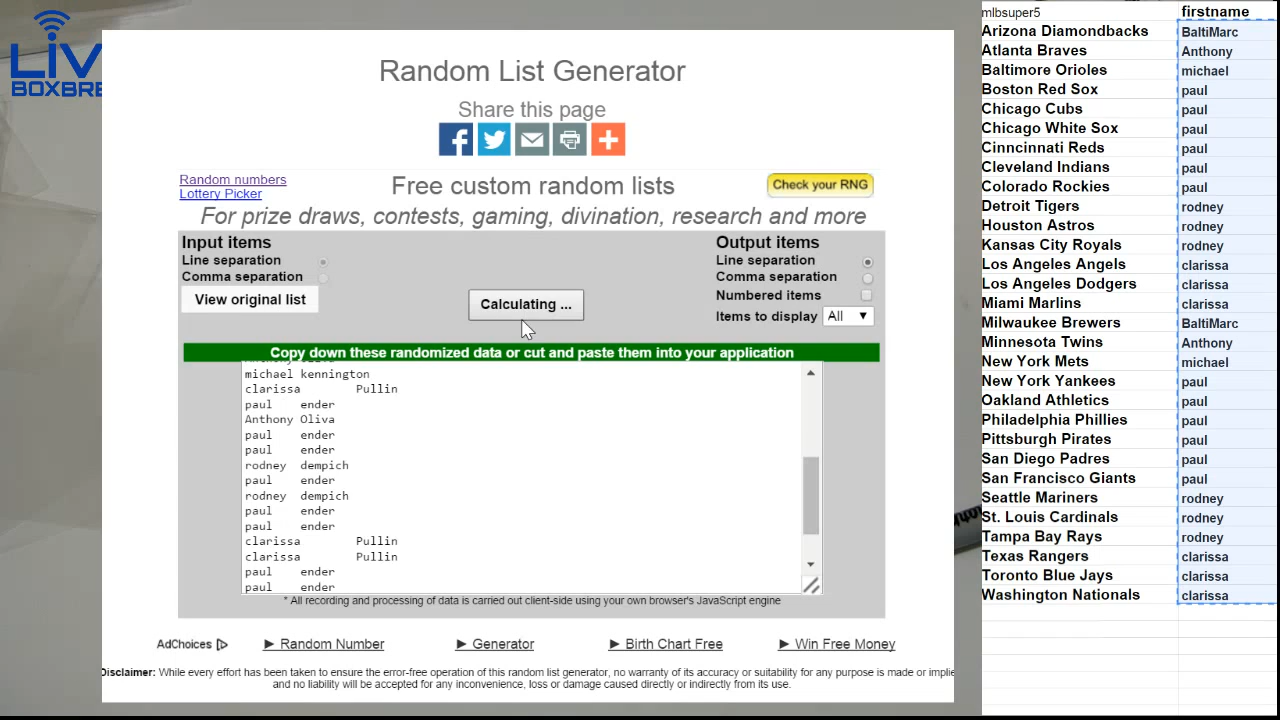 LIV
BOXBRE
Random List Generator
Share this page
Random numbers
Lottery Picker
Free custom random lists
Check your RNG
For prize draws, contests, gaming, divination, research and more
Input items
Line separation
Comma separation
View original list
Calculating ...
Output items
Line separation
Comma separation
Numbered items
Items to display All
Copy down these randomized data or cut and paste them into your application
michael kennington
clarissa Pullin
paul ender
Anthony Oliva
paul ender
paul ender
rodney dempich
paul ender
rodney dempich
paul ender
paul ender
clarissa Pullin
clarissa Pullin
paul ender
paul ender
* All recording and processing of data is carried out client-side using your own browser's JavaScript engine
AdChoices
► Random Number
► Generator
► Birth Chart Free
► Win Free Money
Disclaimer: While every effort has been taken to ensure the error-free operation of this random list generator, no warranty of its accuracy or suitability for any purpose is made or implie
and no liability will be accepted for any inconvenience, loss or damage caused directly or indirectly from its use.
mlbsuper5 firstname
Arizona Diamondbacks BaltiMarc
Atlanta Braves Anthony
Baltimore Orioles michael
Boston Red Sox paul
Chicago Cubs paul
Chicago White Sox paul
Cinncinnati Reds paul
Cleveland Indians paul
Colorado Rockies paul
Detroit Tigers rodney
Houston Astros rodney
Kansas City Royals rodney
Los Angeles Angels clarissa
Los Angeles Dodgers clarissa
Miami Marlins clarissa
Milwaukee Brewers BaltiMarc
Minnesota Twins Anthony
New York Mets michael
New York Yankees paul
Oakland Athletics paul
Philadelphia Phillies paul
Pittsburgh Pirates paul
San Diego Padres paul
San Francisco Giants paul
Seattle Mariners rodney
St. Louis Cardinals rodney
Tampa Bay Rays rodney
Texas Rangers clarissa
Toronto Blue Jays clarissa
Washington Nationals clarissa